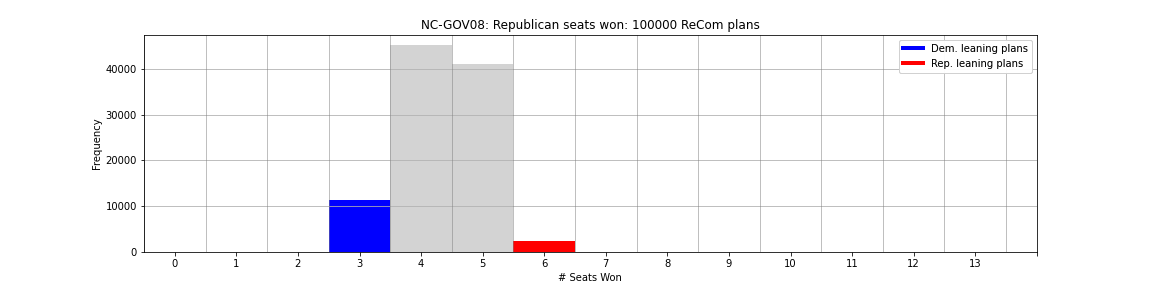 NC-GOV08: Republican seats won: 100000 ReCom plans
Dem. leaning plans
Rep. leaning plans
40000
30000
20000
10000
0
Frequency
0 1 2 3 4 5 6 7 8 9 10 11 12 13
# Seats Won